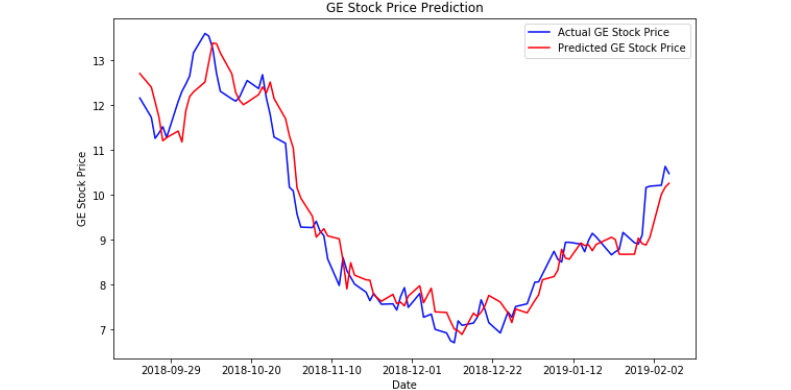 GE Stock Price Prediction
Actual GE Stock Price
Predicted GE Stock Price
13
12
11
10
9
8
7
GE Stock Price
2018-09-29 2018-10-20 2018-11-10 2018-12-01 2018-12-22 2019-01-12 2019-02-02
Date